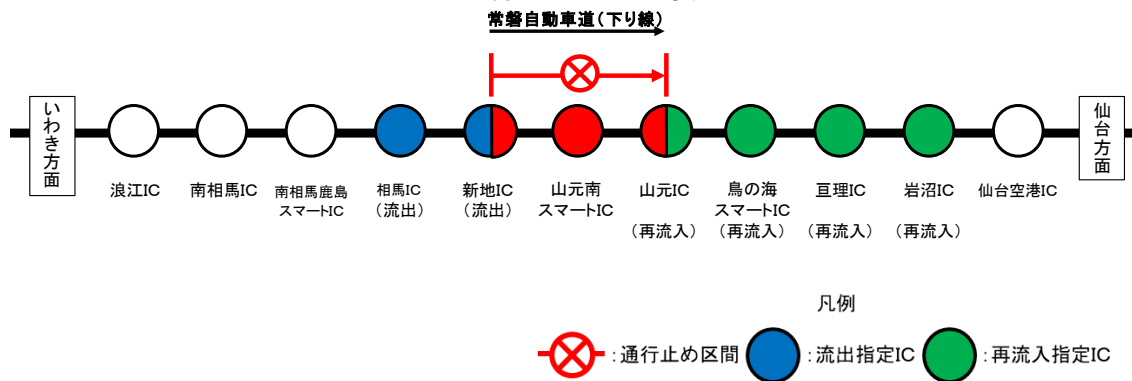 常磐自動車道(下り線)
いわき方面
仙台方面
浪江IC
南相馬IC
南相馬鹿島
スマートIC
相馬IC
(流出)
新地IC
(流出)
山元南
スマートIC
山元IC
(再流入)
鳥の海
スマートIC
(再流入)
亘理IC
(再流入)
岩沼IC
(再流入)
仙台空港IC
凡例
:通行止め区間
:流出指定IC
:再流入指定IC